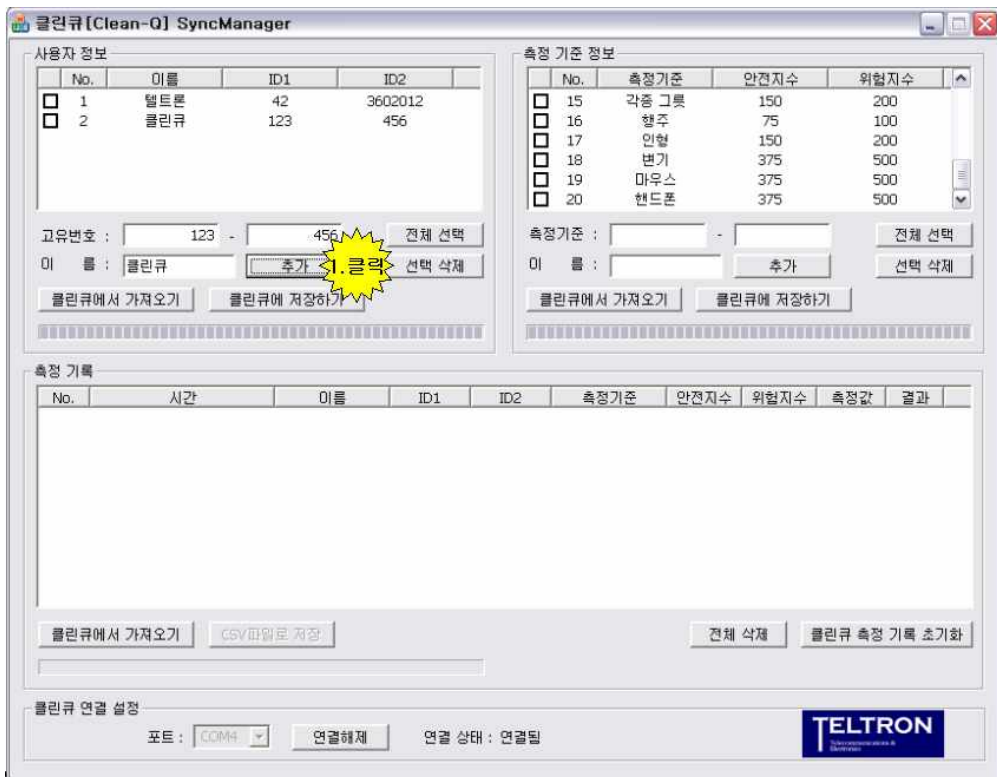 클린큐[Clean-Q] SyncManager
사용자 정보
No. 이름 ID1 ID2
1 텔트론 42 3602012
2 클린큐 123 456
고유번호 : 123 - 456 전체 선택
이 름 : 클린큐 추가 1.클릭 선택 삭제
클린큐에서 가져오기 클린큐에 저장하기
측정 기준 정보
No. 측정기준 안전지수 위험지수
15 각종 그릇 150 200
16 행주 75 100
17 인형 150 200
18 변기 375 500
19 마우스 375 500
20 핸드폰 375 500
측정기준 : - 전체 선택
이 름 : 추가 선택 삭제
클린큐에서 가져오기 클린큐에 저장하기
측정 기록
No. 시간 이름 ID1 ID2 측정기준 안전지수 위험지수 측정값 결과
클린큐에서 가져오기 CSV파일로 저장 전체 삭제 클린큐 측정 기록 초기화
클린큐 연결 설정
포트 : COM4 연결해제 연결 상태 : 연결됨
TELTRON